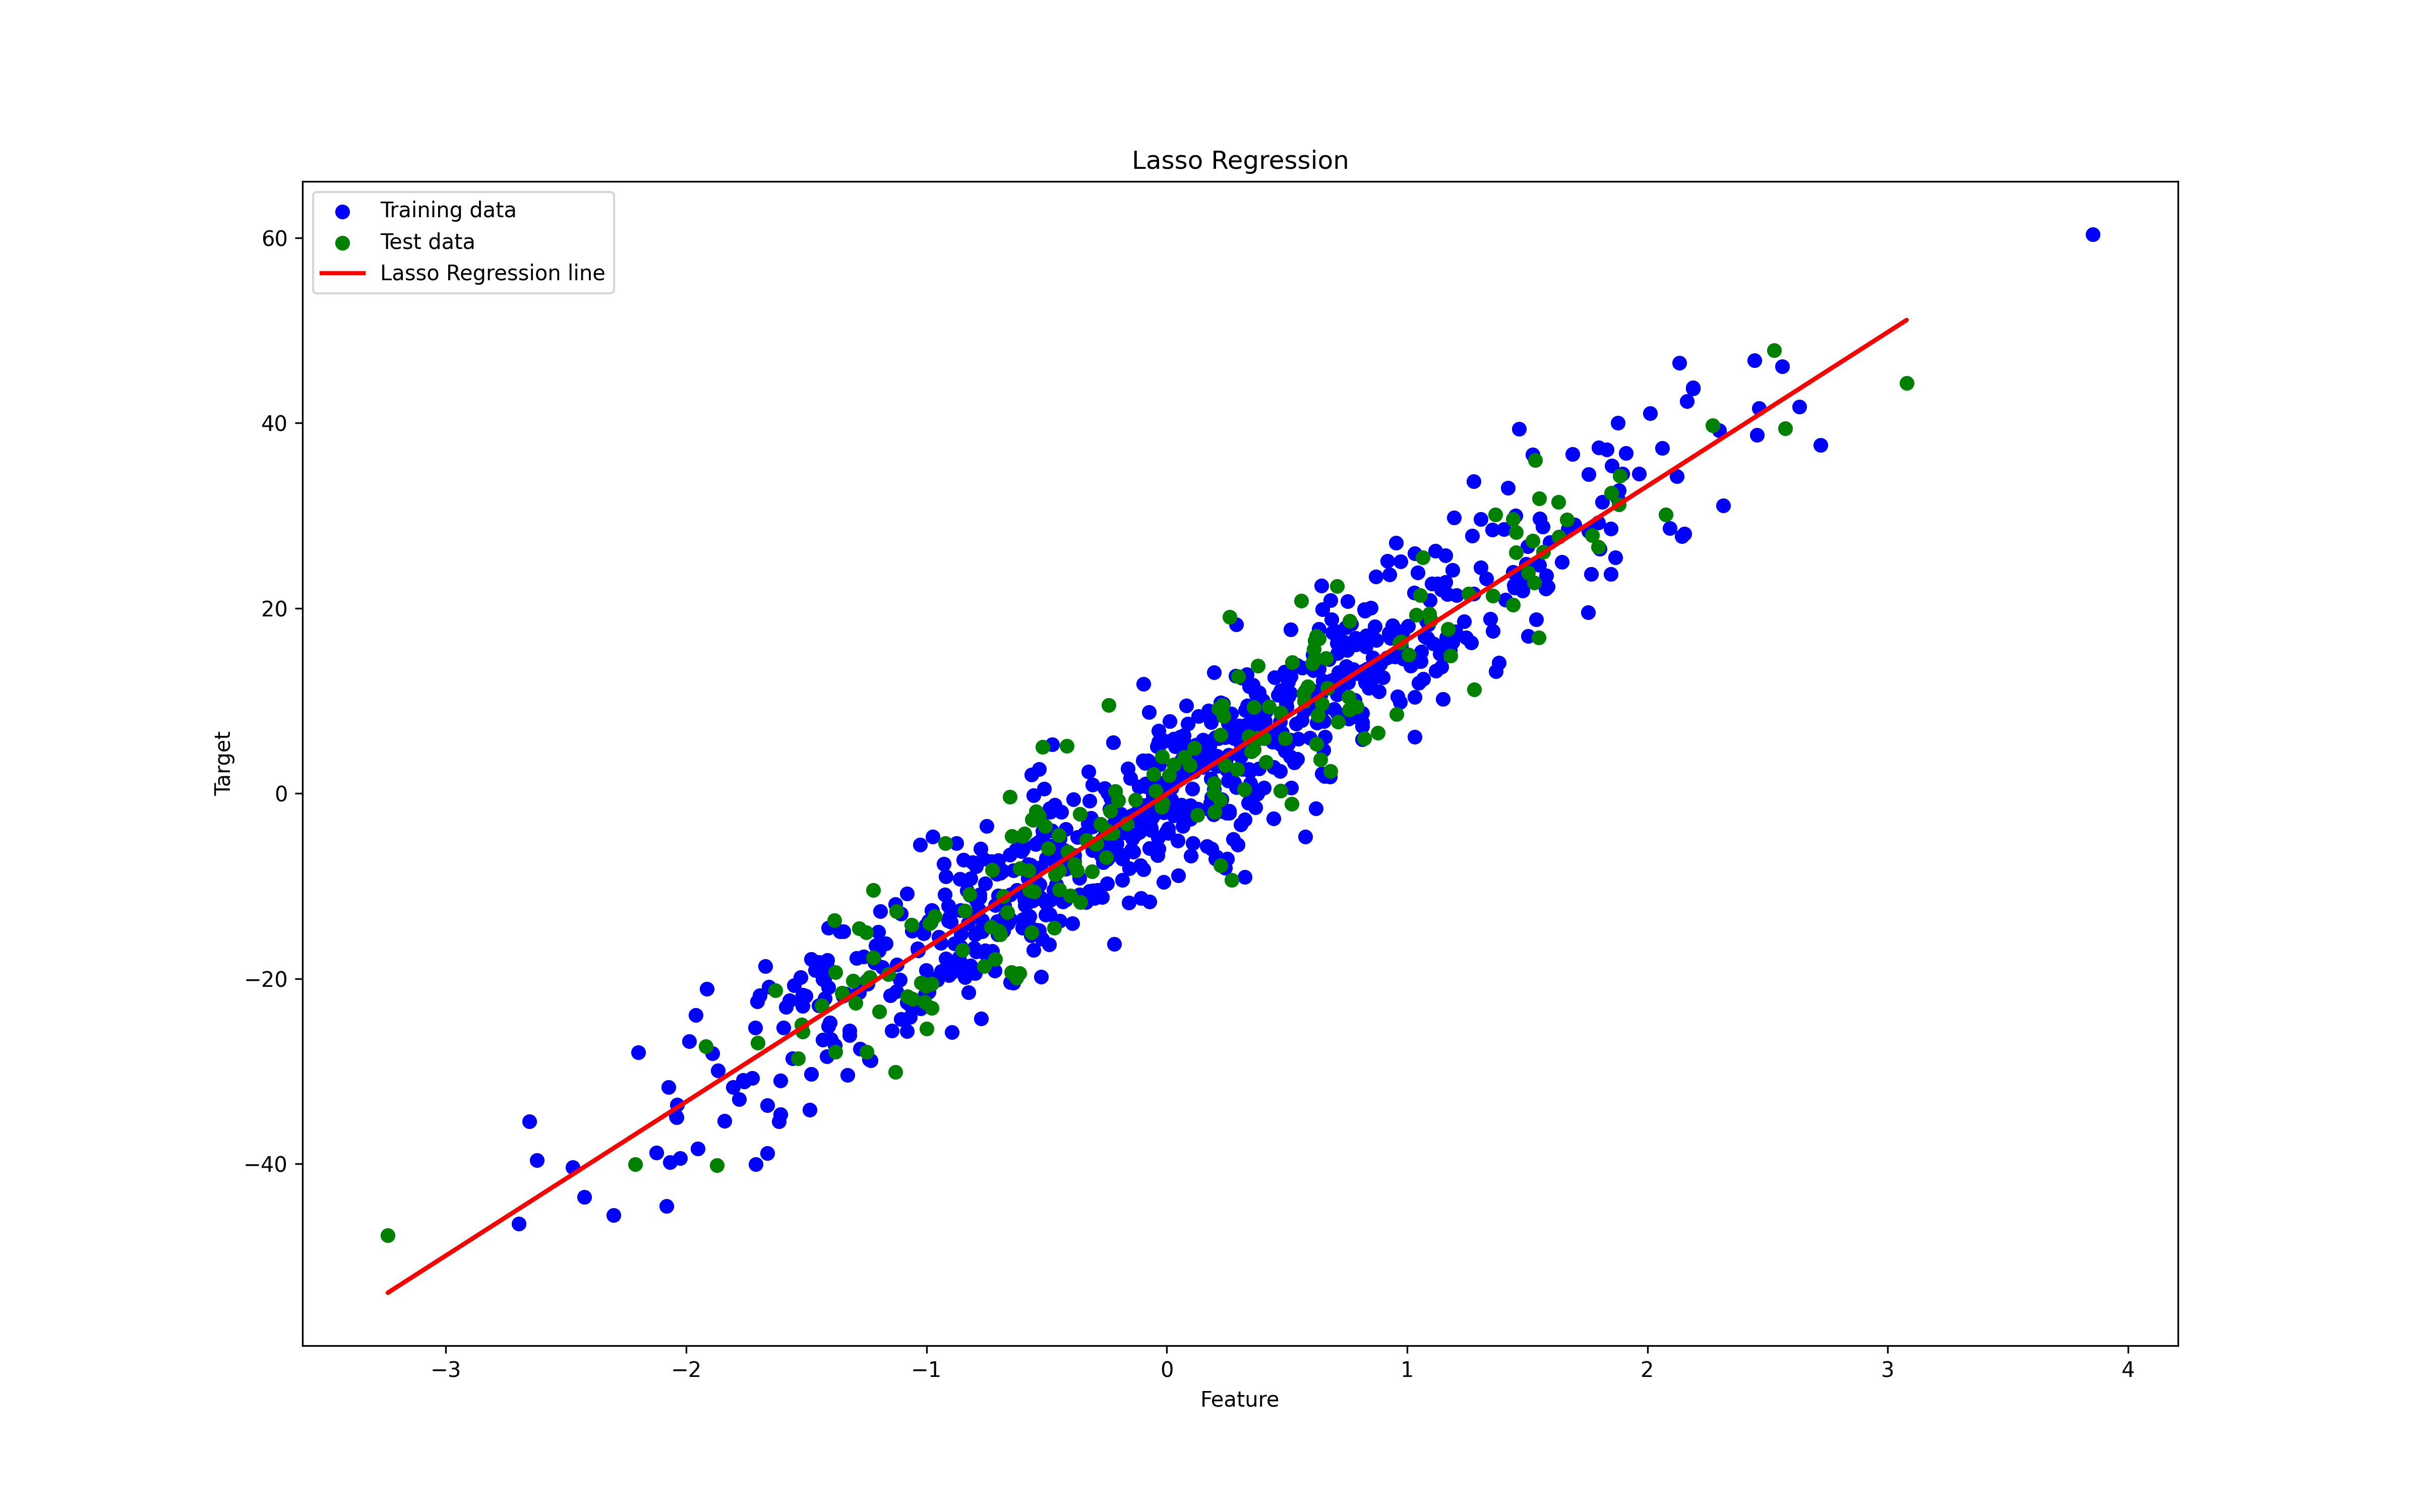 Lasso Regression
Training data
Test data
Lasso Regression line
60
40
20
0
−20
−40
Target
−3 −2 −1 0 1 2 3 4
Feature